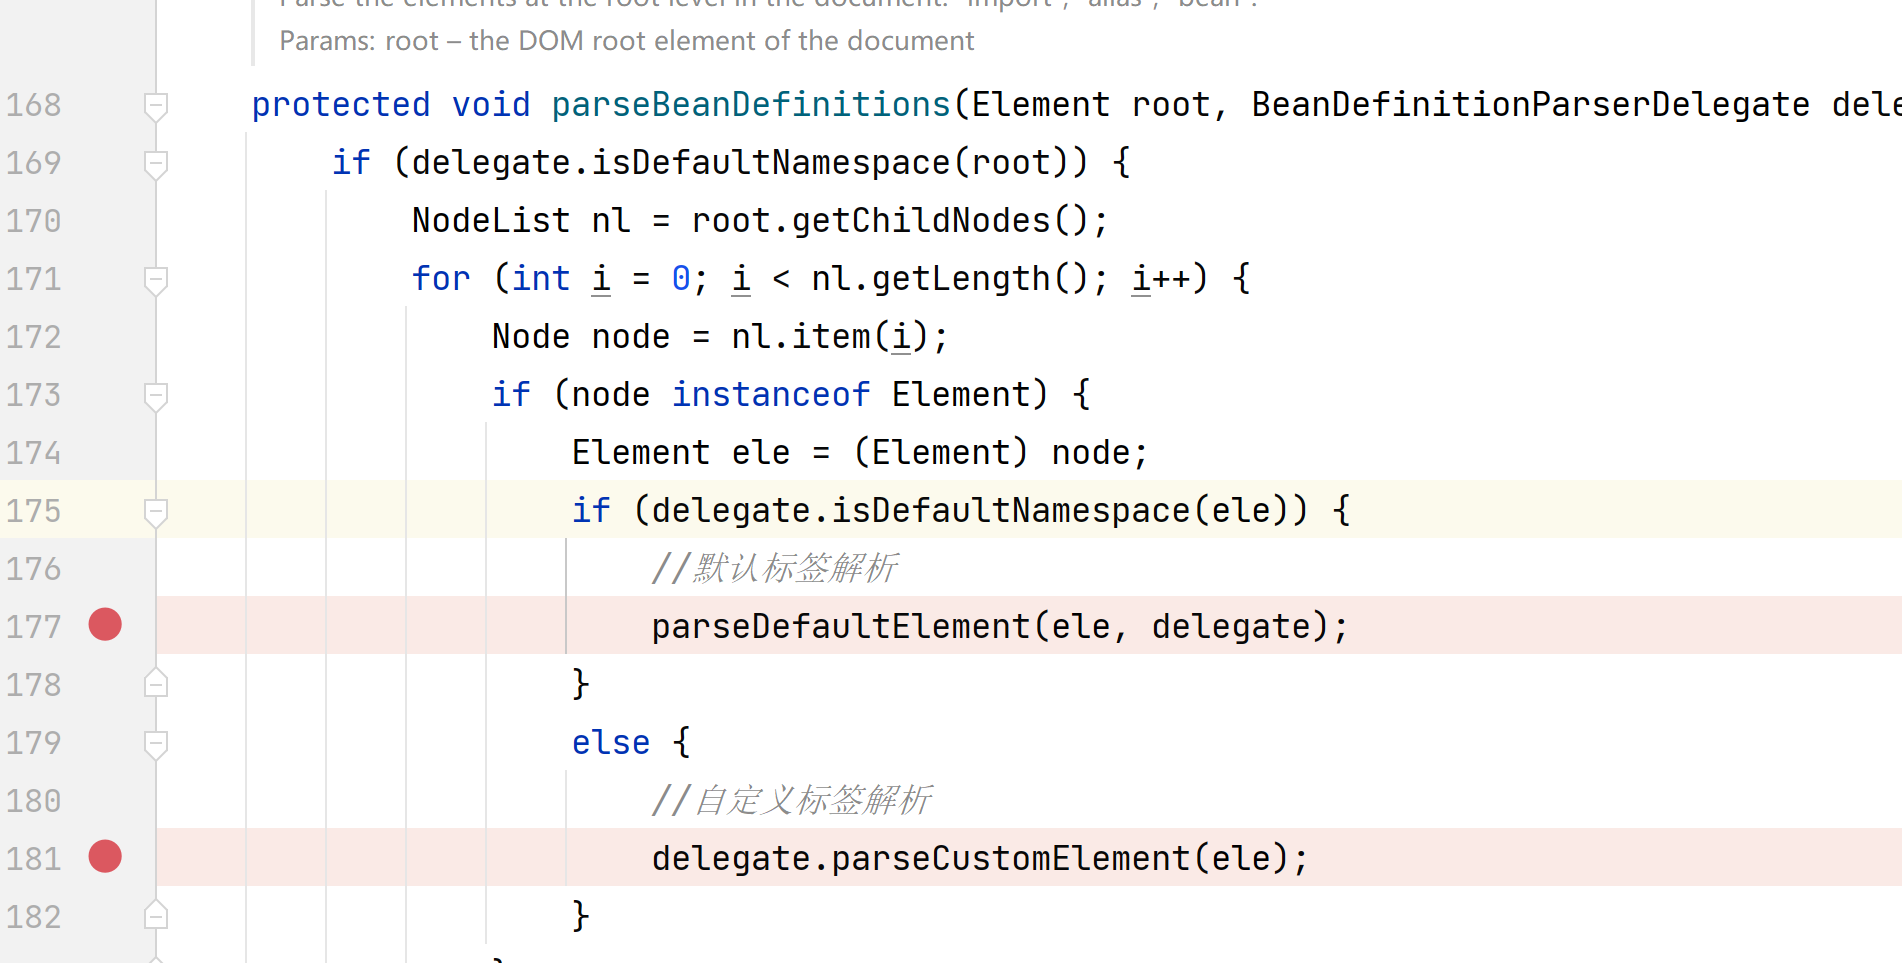 Parse the elements at the root level in the document: "import", "alias", "bean".
Params: root – the DOM root element of the document
168 protected void parseBeanDefinitions(Element root, BeanDefinitionParserDelegate dele
169 if (delegate.isDefaultNamespace(root)) {
170 NodeList nl = root.getChildNodes();
171 for (int i = 0; i < nl.getLength(); i++) {
172 Node node = nl.item(i);
173 if (node instanceof Element) {
174 Element ele = (Element) node;
175 if (delegate.isDefaultNamespace(ele)) {
176 //默认标签解析
177 parseDefaultElement(ele, delegate);
178 }
179 else {
180 //自定义标签解析
181 delegate.parseCustomElement(ele);
182 }
}